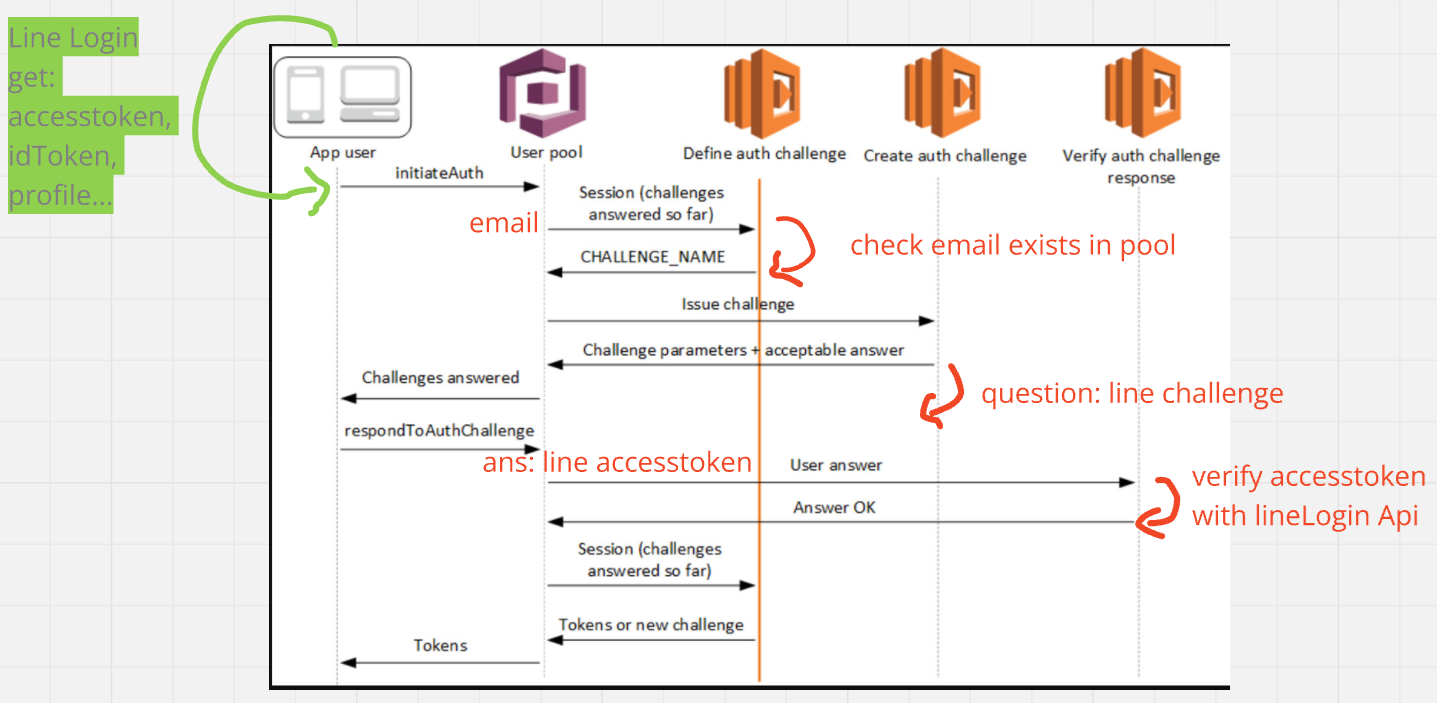 Line Login
get:
accesstoken,
idToken,
profile...
App user
User pool
Define auth challenge
Create auth challenge
Verify auth challenge
response
initiateAuth
Session (challenges
answered so far)
email
check email exists in pool
CHALLENGE_NAME
Issue challenge
Challenge parameters + acceptable answer
Challenges answered
question: line challenge
respondToAuthChallenge
ans: line accesstoken
User answer
verify accesstoken
with lineLogin Api
Answer OK
Session (challenges
answered so far)
Tokens or new challenge
Tokens